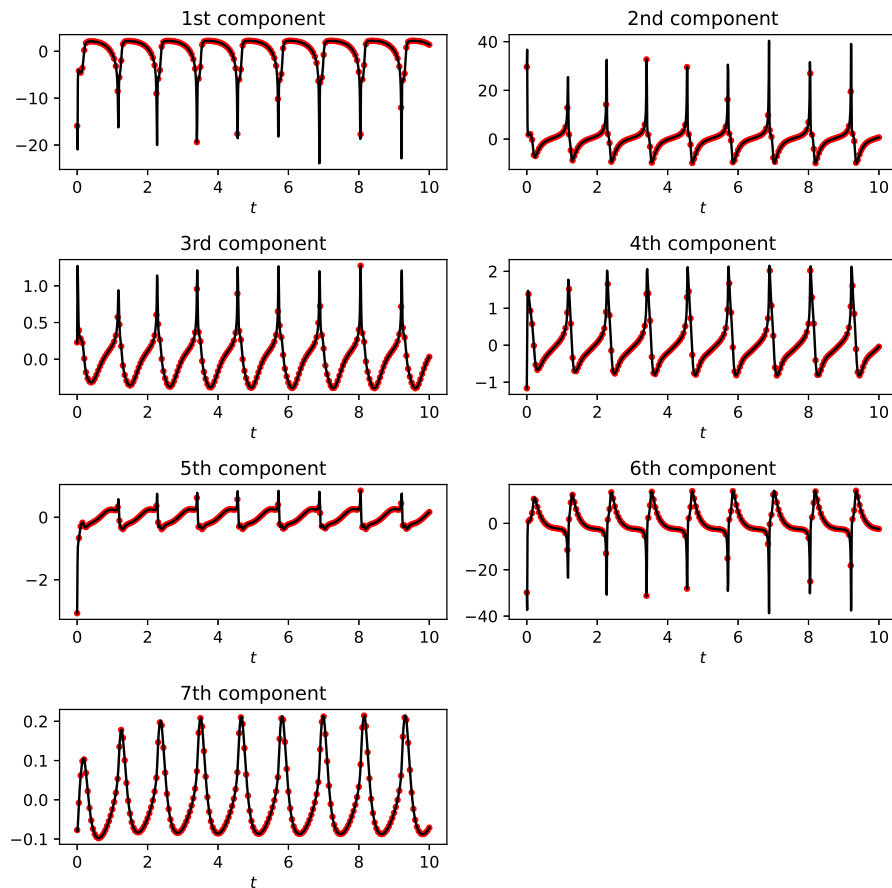 1st component
0
−10
−20
0 2 4 6 8 10
t
2nd component
40
20
0
0 2 4 6 8 10
t
3rd component
1.0
0.5
0.0
0 2 4 6 8 10
t
4th component
2
1
0
−1
0 2 4 6 8 10
t
5th component
0
−2
0 2 4 6 8 10
t
6th component
0
−20
−40
0 2 4 6 8 10
t
7th component
0.2
0.1
0.0
−0.1
0 2 4 6 8 10
t